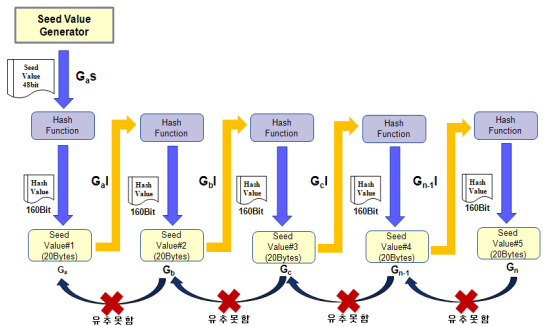 Seed Value
Generator
Seed
Value
48bit
Gas
Hash
Function
Hash
Function
Hash
Function
Hash
Function
Hash
Function
Hash
Value
160Bit
GaI
Hash
Value
160Bit
GbI
Hash
Value
160Bit
GcI
Hash
Value
160Bit
Gn-1I
Hash
Value
160Bit
Seed
Value#1
(20Bytes)
Seed
Value#2
(20Bytes)
Seed
Value#3
(20Bytes)
Seed
Value#4
(20Bytes)
Seed
Value#5
(20Bytes)
Ga
Gb
Gc
Gn-1
Gn
유추못함
유추못함
유추못함
유추못함